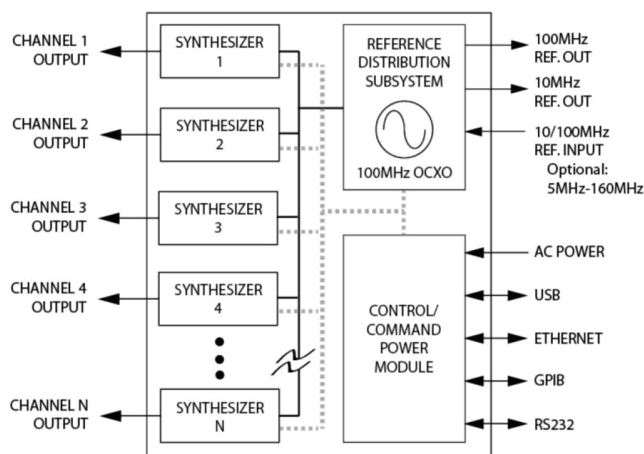 CHANNEL 1
OUTPUT
SYNTHESIZER
1
CHANNEL 2
OUTPUT
SYNTHESIZER
2
CHANNEL 3
OUTPUT
SYNTHESIZER
3
CHANNEL 4
OUTPUT
SYNTHESIZER
4
CHANNEL N
OUTPUT
SYNTHESIZER
N
REFERENCE
DISTRIBUTION
SUBSYSTEM
100MHz OCXO
100MHz
REF. OUT
10MHz
REF. OUT
10/100MHz
REF. INPUT
Optional:
5MHz-160MHz
CONTROL/
COMMAND
POWER
MODULE
AC POWER
USB
ETHERNET
GPIB
RS232